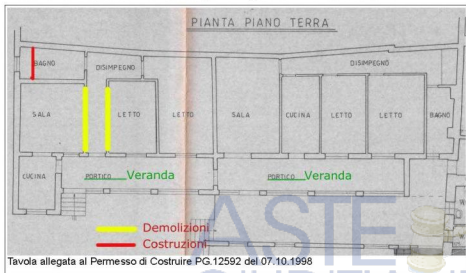 PIANTA PIANO TERRA
BAGNO
DISIMPEGNO
DISIMPEGNO
SALA
LETTO
LETTO
SALA
CUCINA
LETTO
LETTO
BAGNO
CUCINA
PORTICO Veranda
PORTICO Veranda
Demolizioni
Costruzioni
ASTE
Tavola allegata al Permesso di Costruire PG.12592 del 07.10.1998